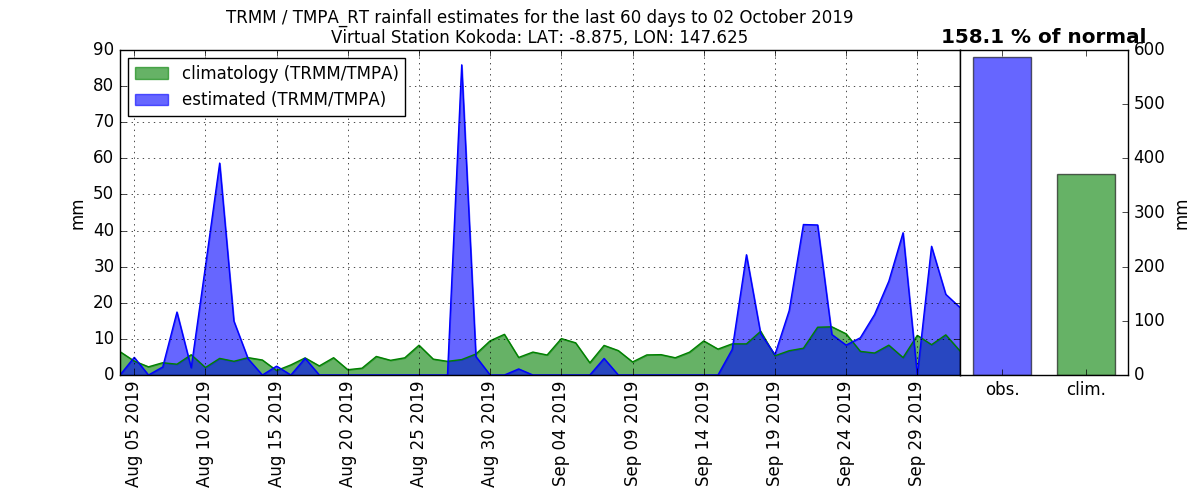 TRMM / TMPA_RT rainfall estimates for the last 60 days to 02 October 2019
Virtual Station Kokoda: LAT: -8.875, LON: 147.625
158.1 % of normal
climatology (TRMM/TMPA)
estimated (TRMM/TMPA)
mm
90
80
70
60
50
40
30
20
10
0
Aug 05 2019
Aug 10 2019
Aug 15 2019
Aug 20 2019
Aug 25 2019
Aug 30 2019
Sep 04 2019
Sep 09 2019
Sep 14 2019
Sep 19 2019
Sep 24 2019
Sep 29 2019
obs.
clim.
600
500
400
300
200
100
0
mm